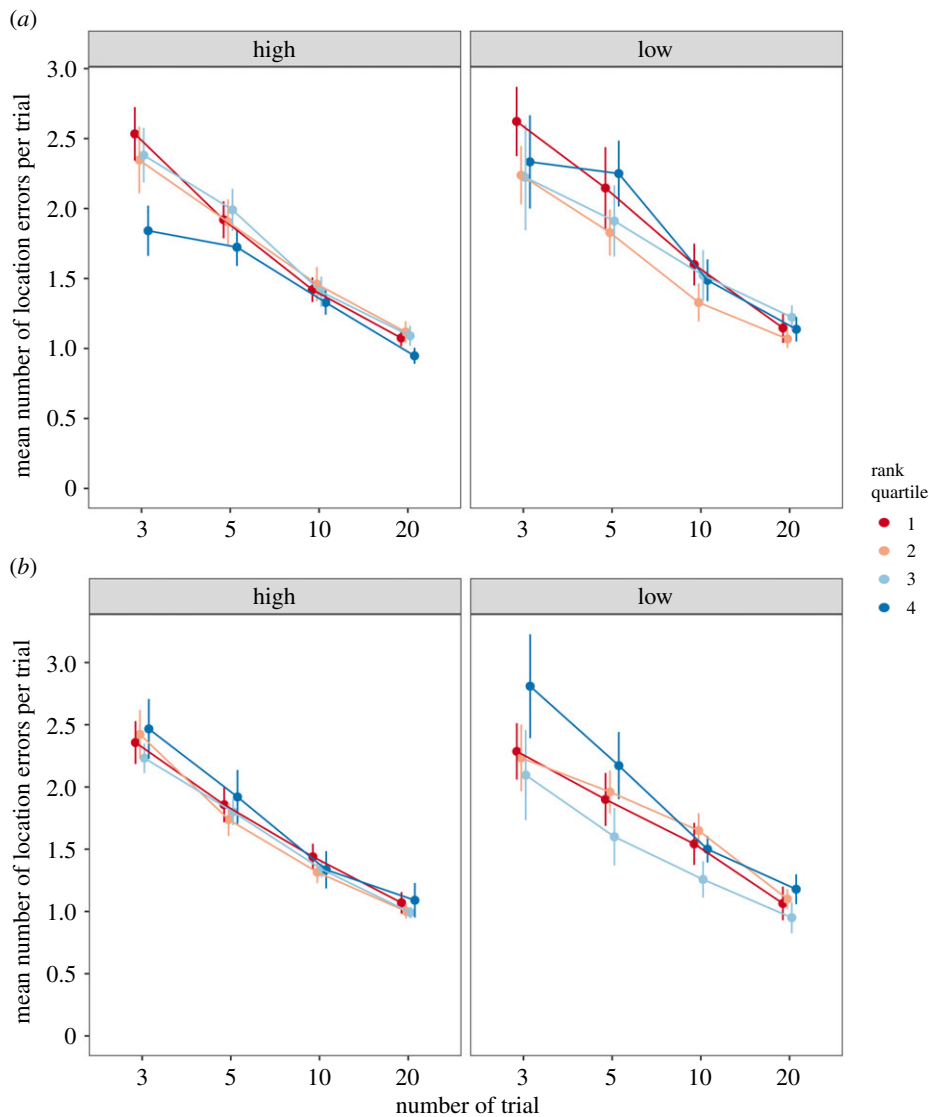 (a)
high
low
mean number of location errors per trial
3.0
2.5
2.0
1.5
1.0
0.5
0
3 5 10 20
3 5 10 20
rank
quartile
1
2
3
4
(b)
high
low
mean number of location errors per trial
3.0
2.5
2.0
1.5
1.0
0.5
0
3 5 10 20
3 5 10 20
number of trial